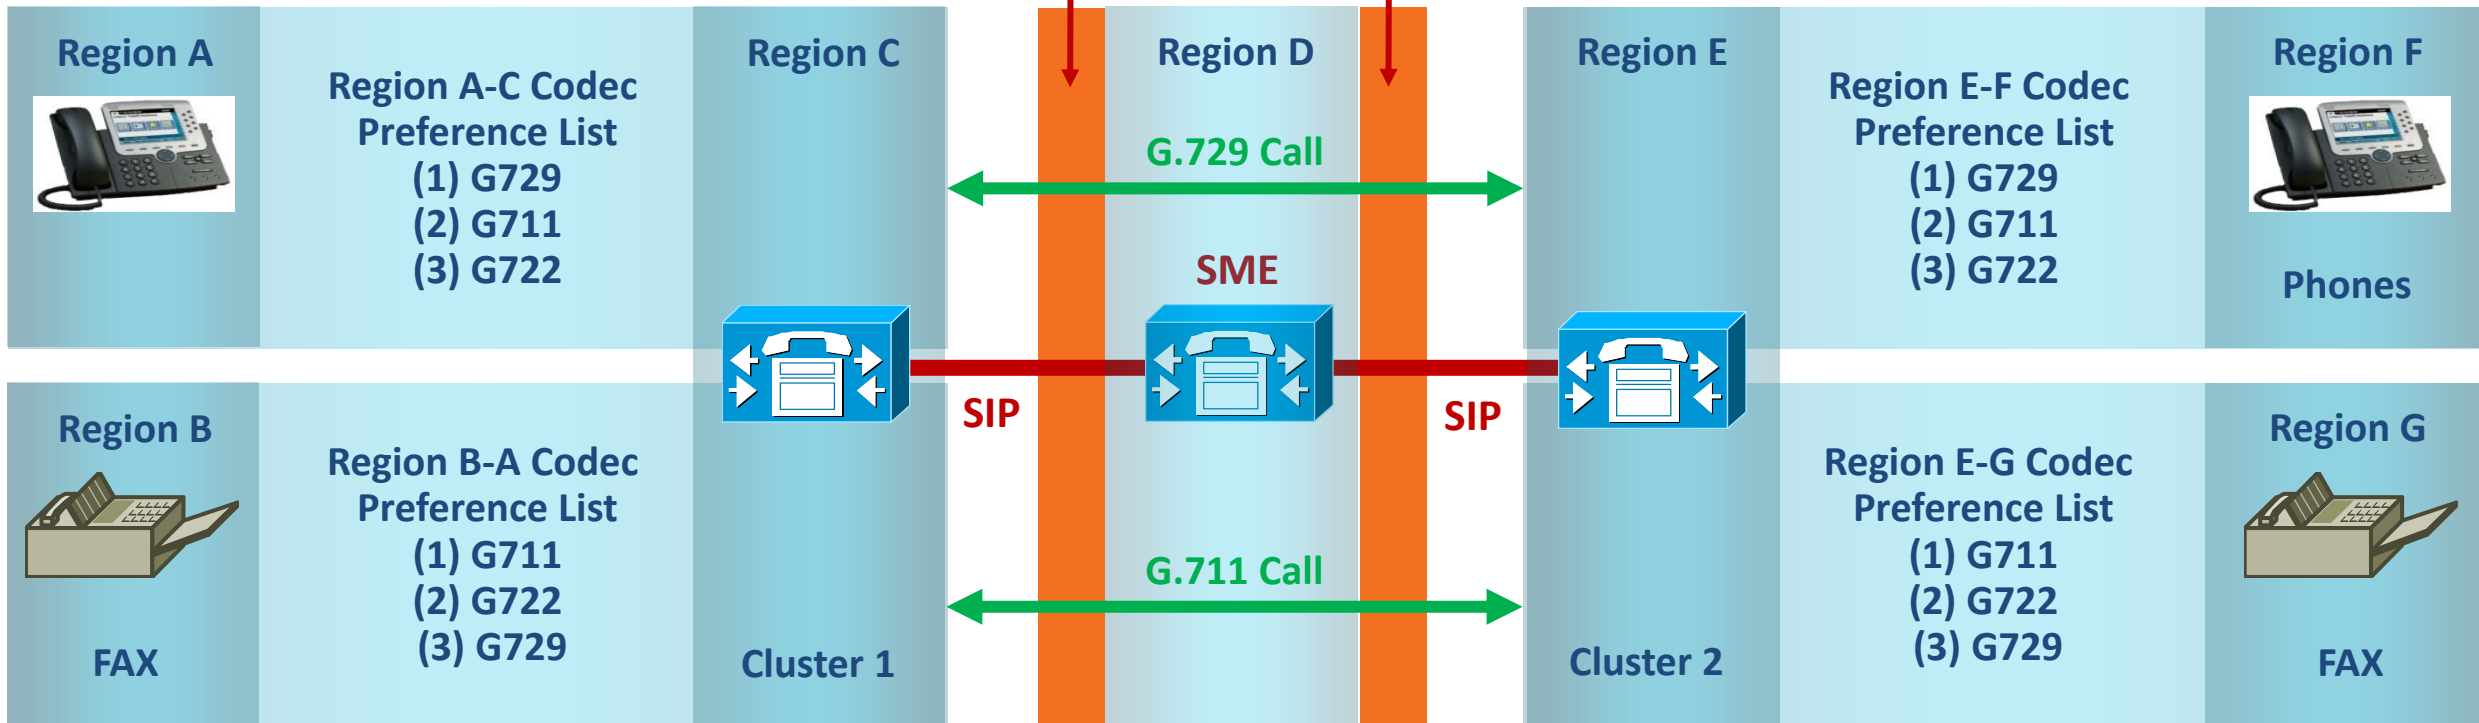 Region A
Region A-C Codec
Preference List
(1) G729
(2) G711
(3) G722
Region C
Region D
G.729 Call
SME
Region E
Region E-F Codec
Preference List
(1) G729
(2) G711
(3) G722
Region F
Phones
SIP
SIP
Region B
FAX
Region B-A Codec
Preference List
(1) G711
(2) G722
(3) G729
Cluster 1
G.711 Call
Cluster 2
Region E-G Codec
Preference List
(1) G711
(2) G722
(3) G729
Region G
FAX